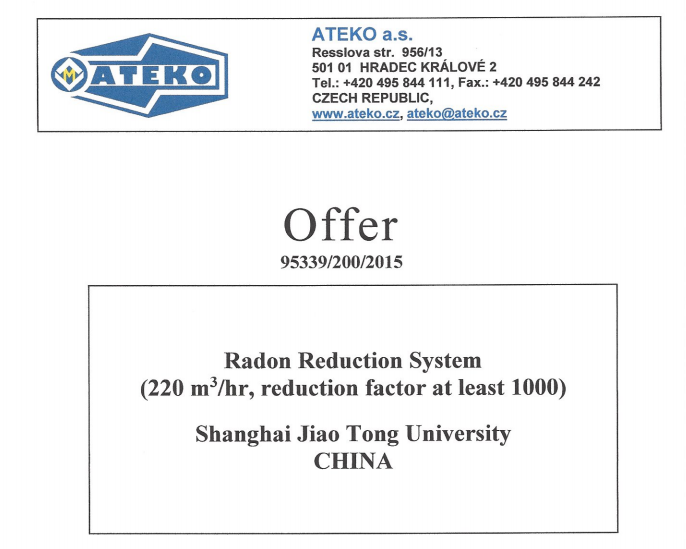 ATEKO
ATEKO a.s.
Resslova str. 956/13
501 01 HRADEC KRÁLOVÉ 2
Tel.: +420 495 844 111, Fax.: +420 495 844 242
CZECH REPUBLIC,
www.ateko.cz, ateko@ateko.cz
Offer
95339/200/2015
Radon Reduction System
(220 m³/hr, reduction factor at least 1000)
Shanghai Jiao Tong University
CHINA